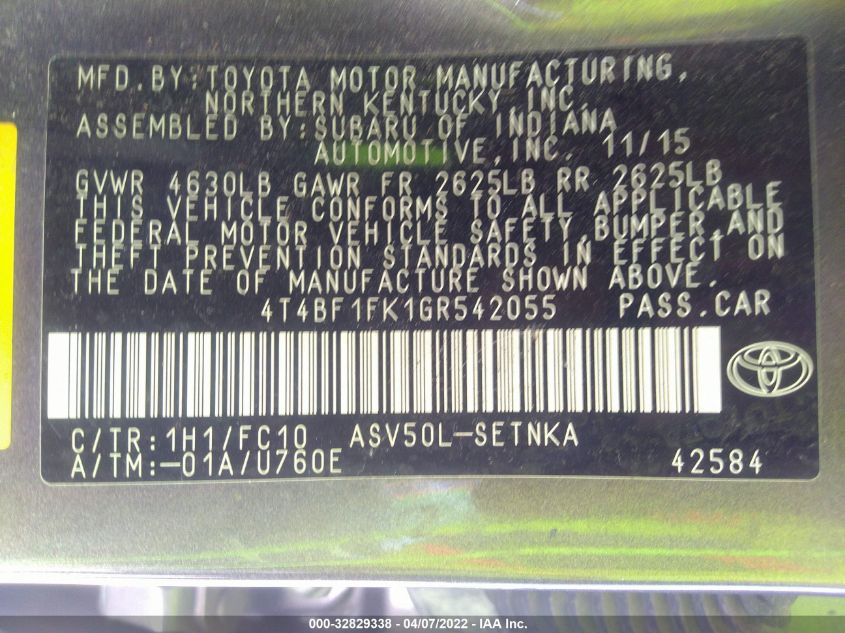 MFD.BY:TOYOTA MOTOR MANUFACTURING,
NORTHERN KENTUCKY,INC.
ASSEMBLED BY:SUBARU OF INDIANA
AUTOMOTIVE,INC. 11/15
GVWR 4630LB GAWR FR 2625LB RR 2625LB
THIS VEHICLE CONFORMS TO ALL APPLICABLE
FEDERAL MOTOR VEHICLE SAFETY,BUMPER,AND
THEFT PREVENTION STANDARDS IN EFFECT ON
THE DATE OF MANUFACTURE SHOWN ABOVE.
4T4BF1FK1GR542055 PASS.CAR
C/TR:1H1/FC10 ASV50L-SETNKA
A/TM:-01A/U760E 42584
000-32829338 - 04/07/2022 - IAA Inc.